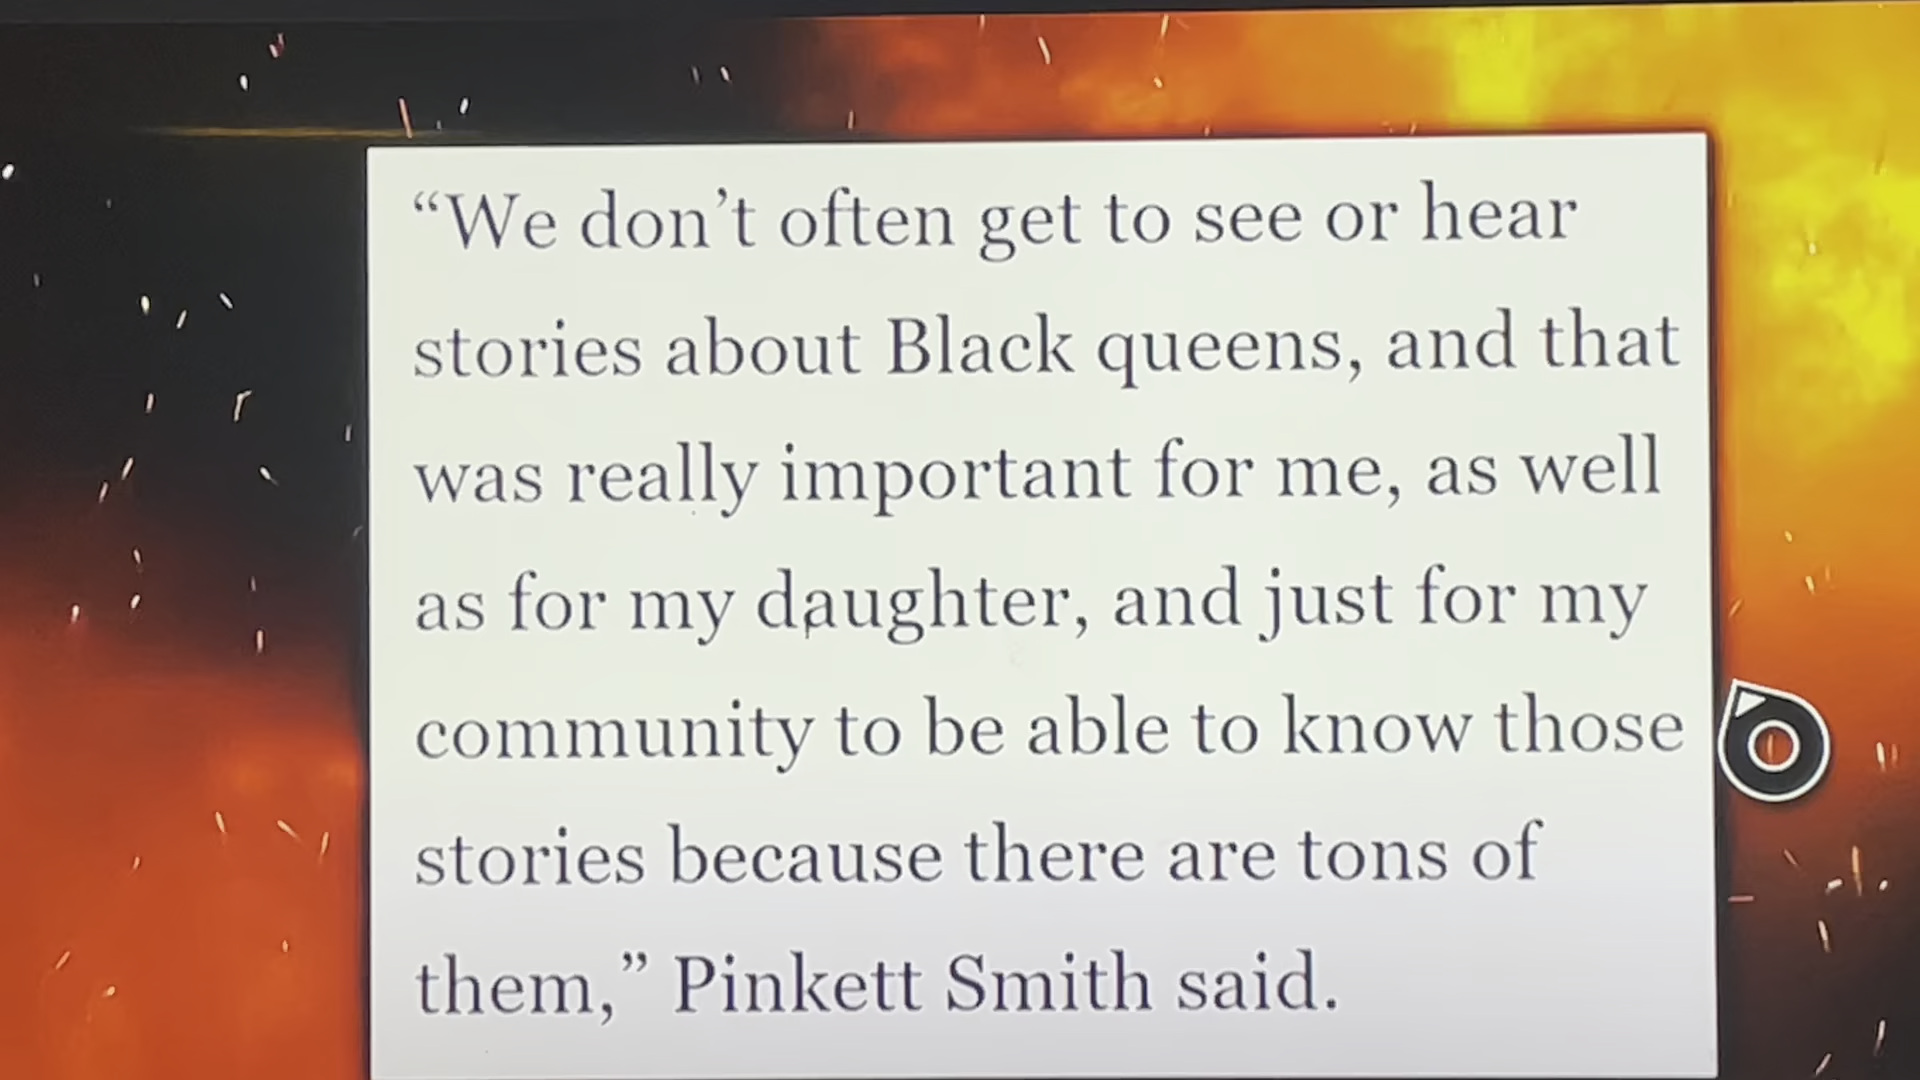 “We don’t often get to see or hear
stories about Black queens, and that
was really important for me, as well
as for my daughter, and just for my
community to be able to know those
stories because there are tons of
them,” Pinkett Smith said.